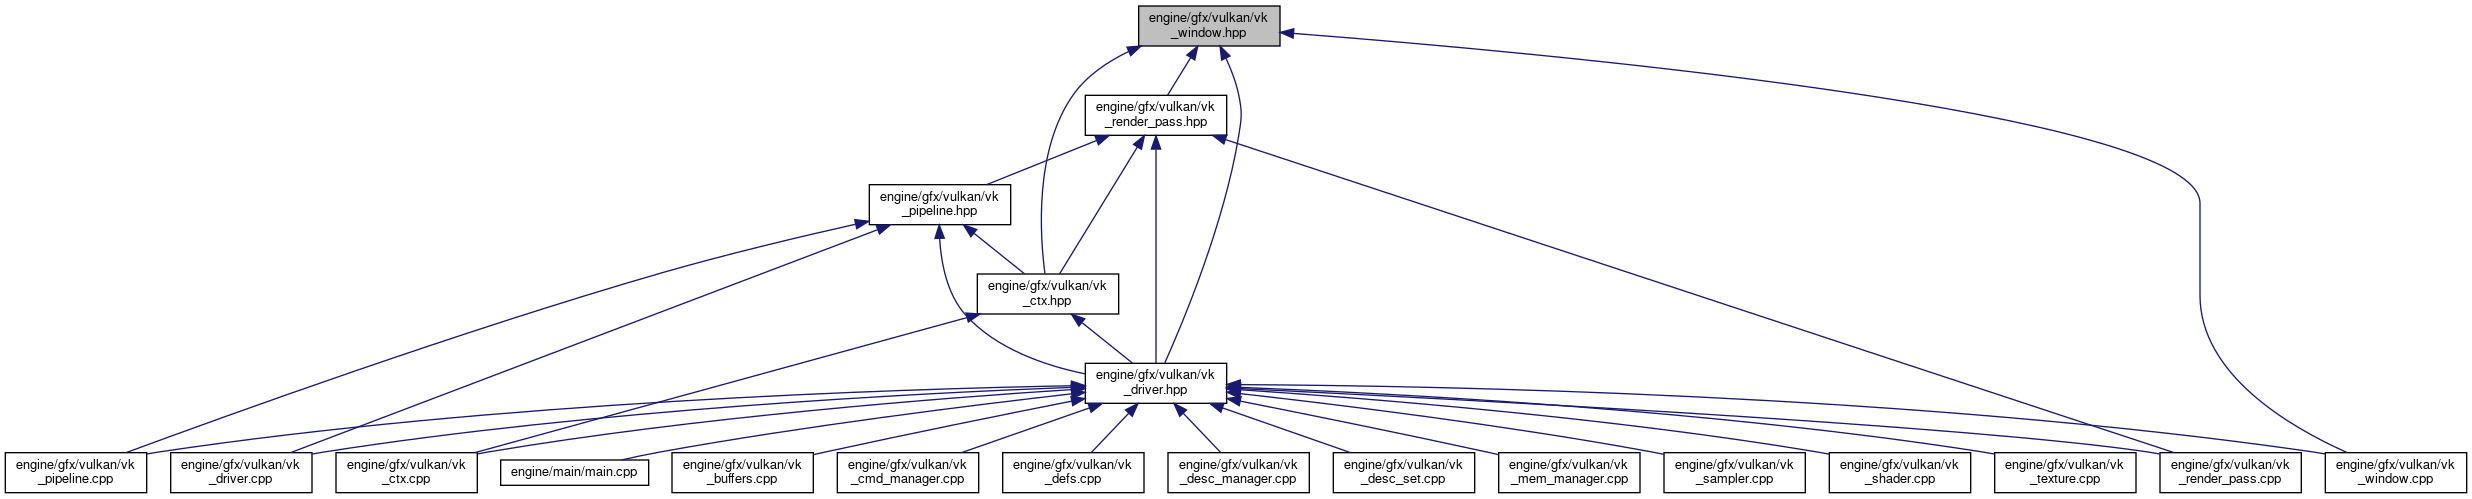 engine/gfx/vulkan/vk
_window.hpp
engine/gfx/vulkan/vk
_render_pass.hpp
engine/gfx/vulkan/vk
_pipeline.hpp
engine/gfx/vulkan/vk
_ctx.hpp
engine/gfx/vulkan/vk
_driver.hpp
engine/gfx/vulkan/vk
_pipeline.cpp
engine/gfx/vulkan/vk
_driver.cpp
engine/gfx/vulkan/vk
_ctx.cpp
engine/main/main.cpp
engine/gfx/vulkan/vk
_buffers.cpp
engine/gfx/vulkan/vk
_cmd_manager.cpp
engine/gfx/vulkan/vk
_defs.cpp
engine/gfx/vulkan/vk
_desc_manager.cpp
engine/gfx/vulkan/vk
_desc_set.cpp
engine/gfx/vulkan/vk
_mem_manager.cpp
engine/gfx/vulkan/vk
_sampler.cpp
engine/gfx/vulkan/vk
_shader.cpp
engine/gfx/vulkan/vk
_texture.cpp
engine/gfx/vulkan/vk
_render_pass.cpp
engine/gfx/vulkan/vk
_window.cpp